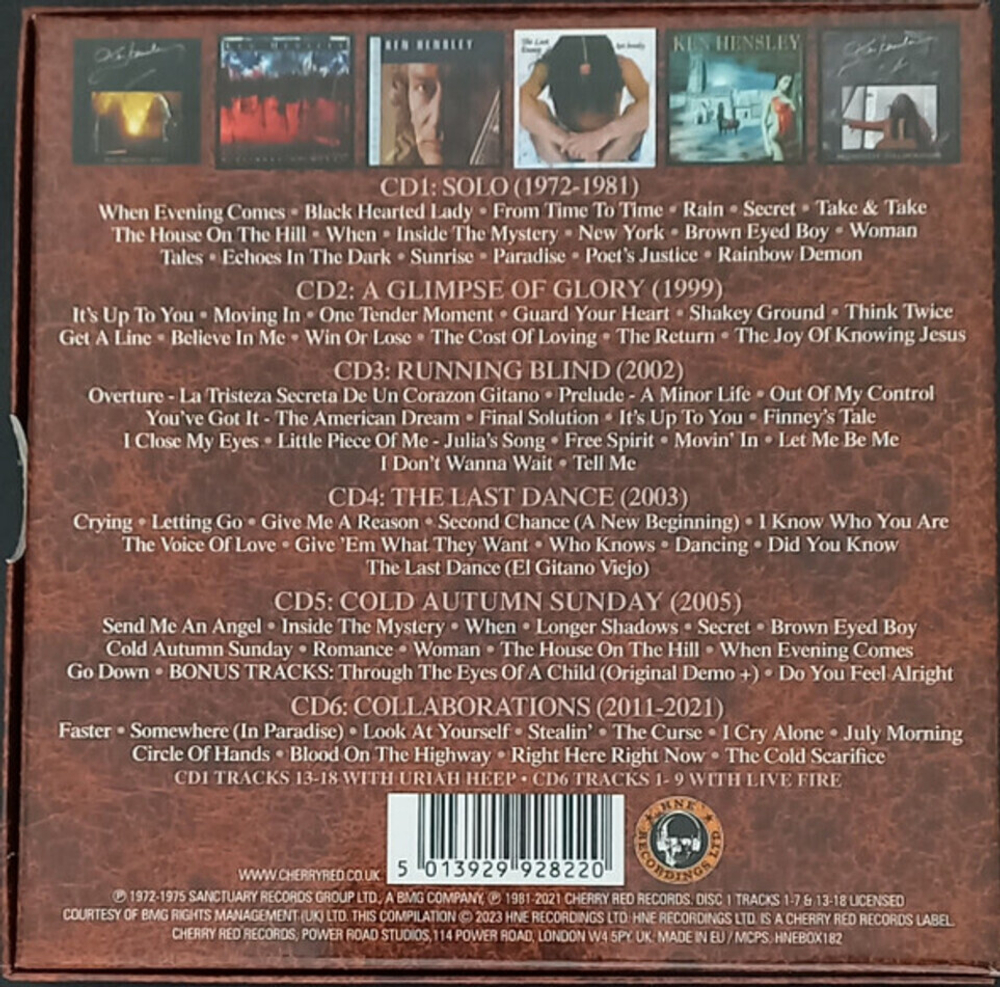 KEN HENSLEY
KEN HENSLEY
KEN HENSLEY
CD1: SOLO (1972-1981)
When Evening Comes • Black Hearted Lady • From Time To Time • Rain • Secret • Take & Take
The House On The Hill • When • Inside The Mystery • New York • Brown Eyed Boy • Woman
Tales • Echoes In The Dark • Sunrise • Paradise • Poet's Justice • Rainbow Demon
CD2: A GLIMPSE OF GLORY (1999)
It's Up To You • Moving In • One Tender Moment • Guard Your Heart • Shakey Ground • Think Twice
Get A Line • Believe In Me • Win Or Lose • The Cost Of Loving • The Return • The Joy Of Knowing Jesus
CD3: RUNNING BLIND (2002)
Overture - La Tristeza Secreta De Un Corazon Gitano • Prelude - A Minor Life • Out Of My Control
You've Got It - The American Dream • Final Solution • It's Up To You • Finney's Tale
I Close My Eyes • Little Piece Of Me - Julia's Song • Free Spirit • Movin' In • Let Me Be Me
I Don't Wanna Wait • Tell Me
CD4: THE LAST DANCE (2003)
Crying • Letting Go • Give Me A Reason • Second Chance (A New Beginning) • I Know Who You Are
The Voice Of Love • Give 'Em What They Want • Who Knows • Dancing • Did You Know
The Last Dance (El Gitano Viejo)
CD5: COLD AUTUMN SUNDAY (2005)
Send Me An Angel • Inside The Mystery • When • Longer Shadows • Secret • Brown Eyed Boy
Cold Autumn Sunday • Romance • Woman • The House On The Hill • When Evening Comes
Go Down • BONUS TRACKS: Through The Eyes Of A Child (Original Demo +) • Do You Feel Alright
CD6: COLLABORATIONS (2011-2021)
Faster • Somewhere (In Paradise) • Look At Yourself • Stealin' • The Curse • I Cry Alone • July Morning
Circle Of Hands • Blood On The Highway • Right Here Right Now • The Cold Scarifice
CD1 TRACKS 13-18 WITH URIAH HEEP • CD6 TRACKS 1- 9 WITH LIVE FIRE
HNE
RECORDINGS LTD
WWW.CHERRYRED.CO.UK
5 013929 928220
℗ 1972-1975 SANCTUARY RECORDS GROUP LTD., A BMG COMPANY, ℗ 1981-2021 CHERRY RED RECORDS. DISC 1 TRACKS 1-7 & 13-18 LICENSED
COURTESY OF BMG RIGHTS MANAGEMENT (UK) LTD. THIS COMPILATION © 2023 HNE RECORDINGS LTD. HNE RECORDINGS LTD. IS A CHERRY RED RECORDS LABEL.
CHERRY RED RECORDS, POWER ROAD STUDIOS, 114 POWER ROAD, LONDON W4 5PY. UK. MADE IN EU / MCPS. HNEBOX182